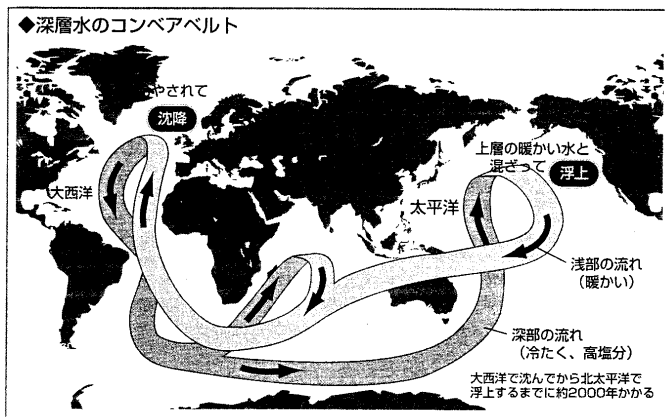 ◆深層水のコンベアベルト
やされて
沈降
上層の暖かい水と
混ざって
浮上
大西洋
太平洋
浅部の流れ
(暖かい)
深部の流れ
(冷たく、高塩分)
大西洋で沈んでから北太平洋で
浮上するまでに約2000年かかる